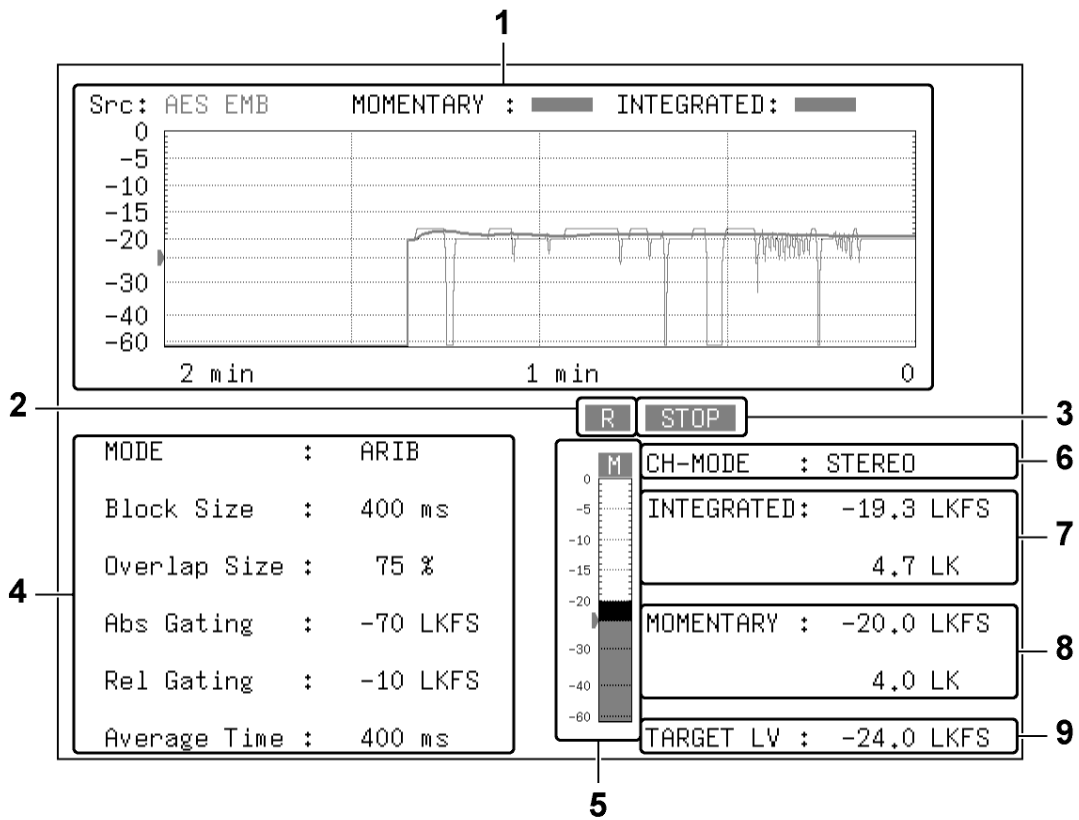 1
Src: AES EMB MOMENTARY : INTEGRATED:
0
-5
-10
-15
-20
-30
-40
-60
2 min 1 min 0
2
R STOP
3
4
MODE : ARIB
Block Size : 400 ms
Overlap Size : 75 %
Abs Gating : -70 LKFS
Rel Gating : -10 LKFS
Average Time : 400 ms
M
0
-5
-10
-15
-20
-30
-40
-60
5
CH-MODE : STEREO
6
INTEGRATED: -19.3 LKFS
4.7 LK
7
MOMENTARY : -20.0 LKFS
4.0 LK
8
TARGET LV : -24.0 LKFS
9